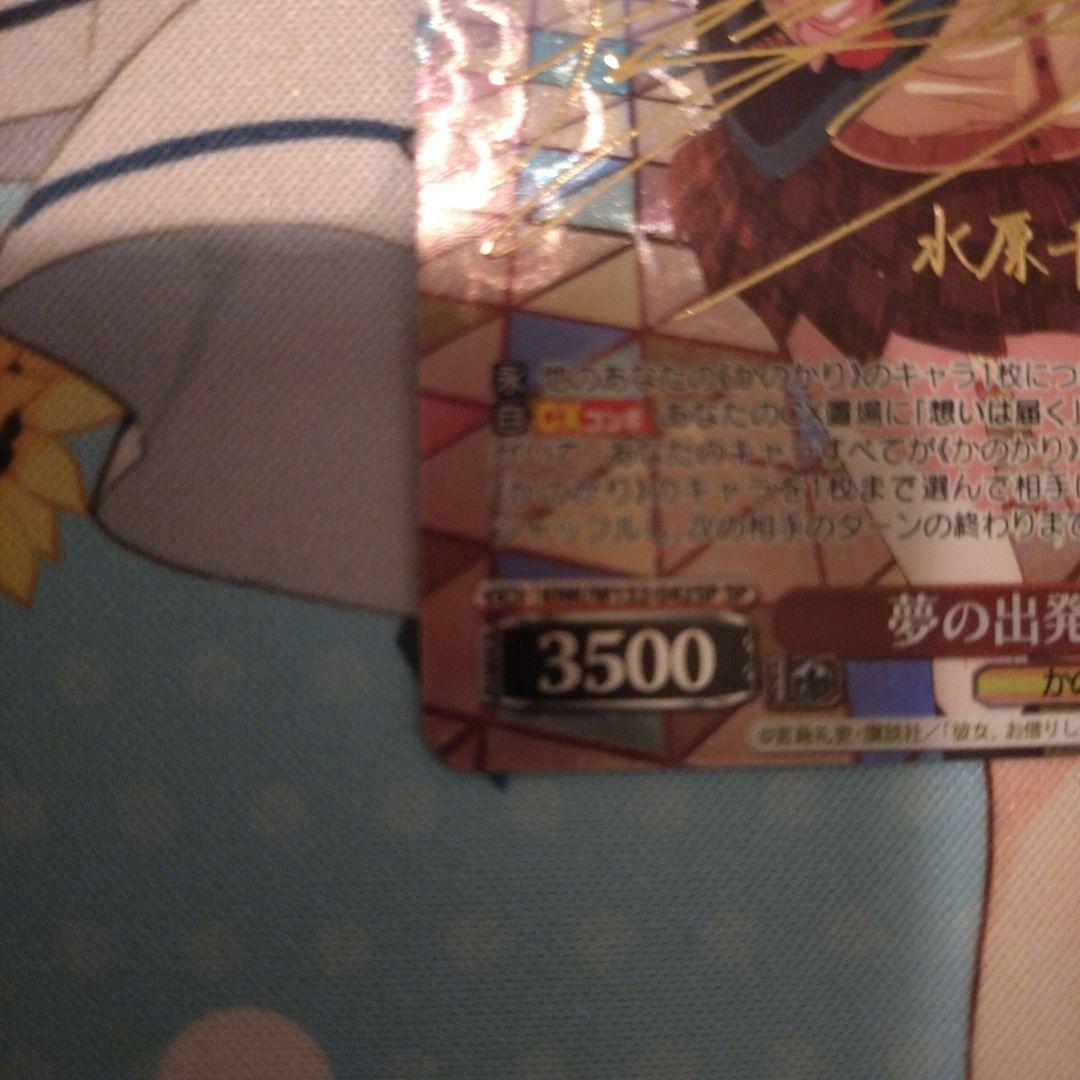 水原千
永 他のあなたの《かのかり》のキャラ1枚につ
自 CXコンボ あなたのCX置場に「想いは届く」
がいて、あなたのキャラすべてが《かのかり》
《かのかり》のキャラを1枚まで選んで相手に
シャッフルし、次の相手のターンの終わりまで
夢の出発
3500
かの
©宮島礼吏・講談社／「彼女、お借りし